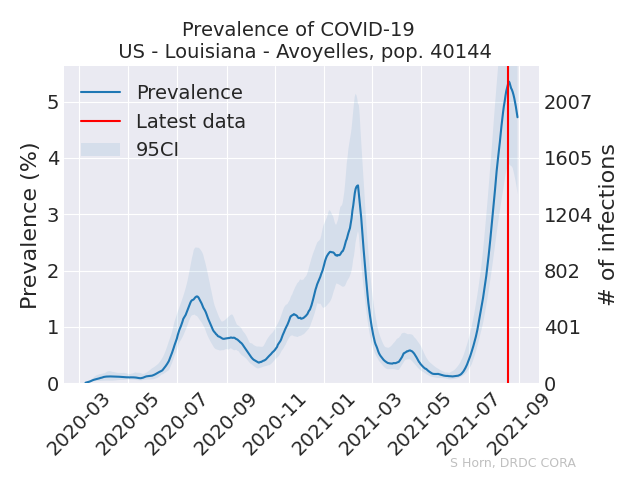 Prevalence of COVID-19
US - Louisiana - Avoyelles, pop. 40144
Prevalence
Latest data
95CI
Prevalence (%)
5
4
3
2
1
0
# of infections
2007
1605
1204
802
401
0
2020-03
2020-05
2020-07
2020-09
2020-11
2021-01
2021-03
2021-05
2021-07
2021-09
S Horn, DRDC CORA